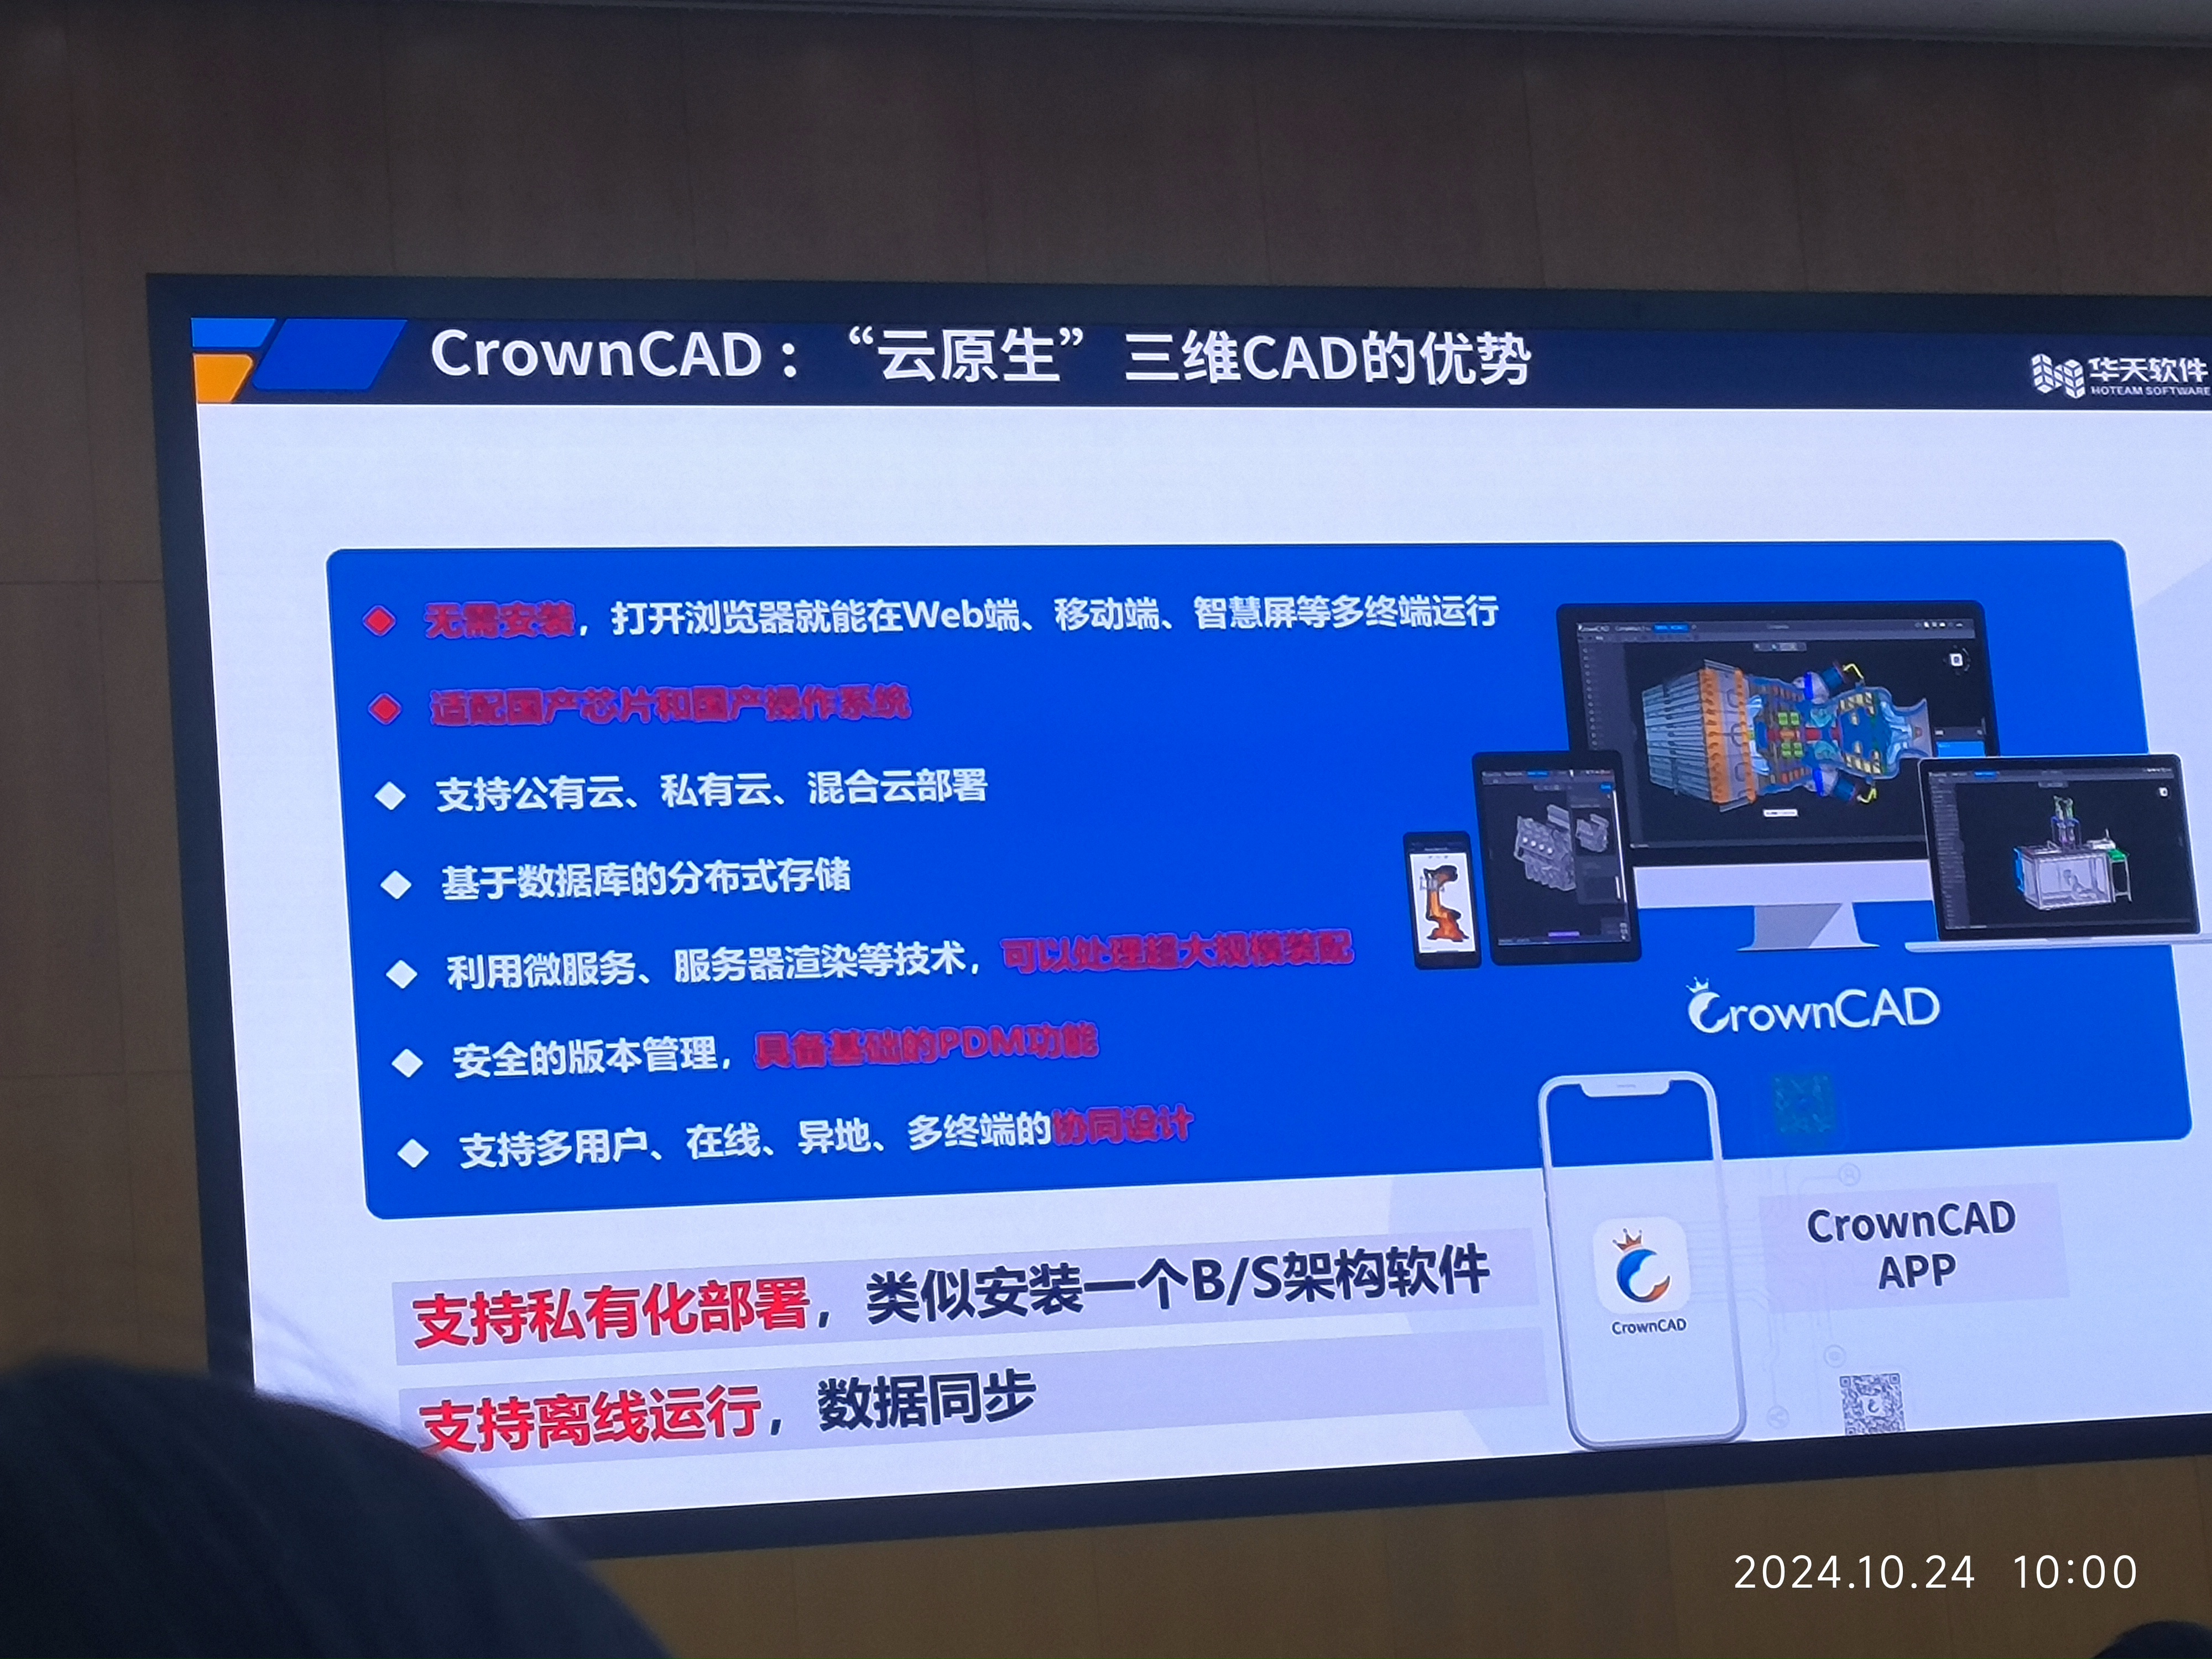 CrownCAD：“云原生”三维CAD的优势
华天软件
HOTEAM SOFTWARE
无需安装，打开浏览器就能在Web端、移动端、智慧屏等多终端运行
适配国产芯片和国产操作系统
支持公有云、私有云、混合云部署
基于数据库的分布式存储
利用微服务、服务器渲染等技术，可以处理超大规模装配
安全的版本管理，具备基础的PDM功能
支持多用户、在线、异地、多终端的协同设计
CrownCAD
支持私有化部署，类似安装一个B/S架构软件
支持离线运行，数据同步
CrownCAD
CrownCAD
APP
2024.10.24 10:00